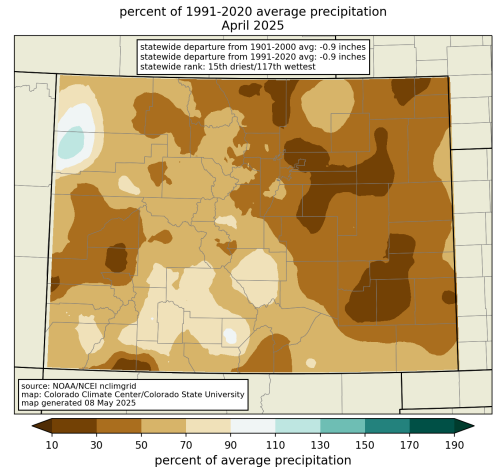 percent of 1991-2020 average precipitation
April 2025
statewide departure from 1901-2000 avg: -0.9 inches
statewide departure from 1991-2020 avg: -0.9 inches
statewide rank: 15th driest/117th wettest
source: NOAA/NCEI nclimgrid
map: Colorado Climate Center/Colorado State University
map generated 08 May 2025
10 30 50 70 90 110 130 150 170 190
percent of average precipitation